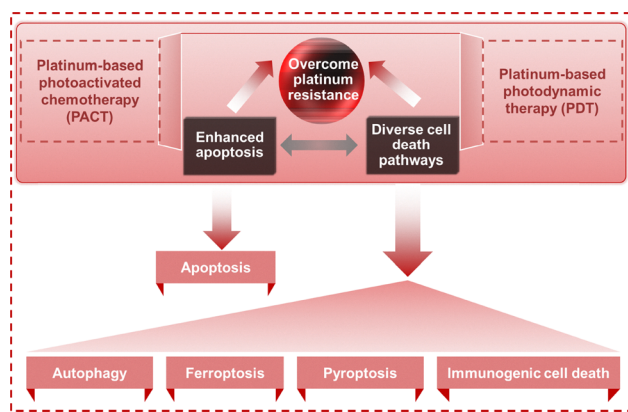 Platinum-based
photoactivated
chemotherapy
(PACT)
Overcome
platinum
resistance
Platinum-based
photodynamic
therapy (PDT)
Enhanced
apoptosis
Diverse cell
death
pathways
Apoptosis
Autophagy
Ferroptosis
Pyroptosis
Immunogenic cell death